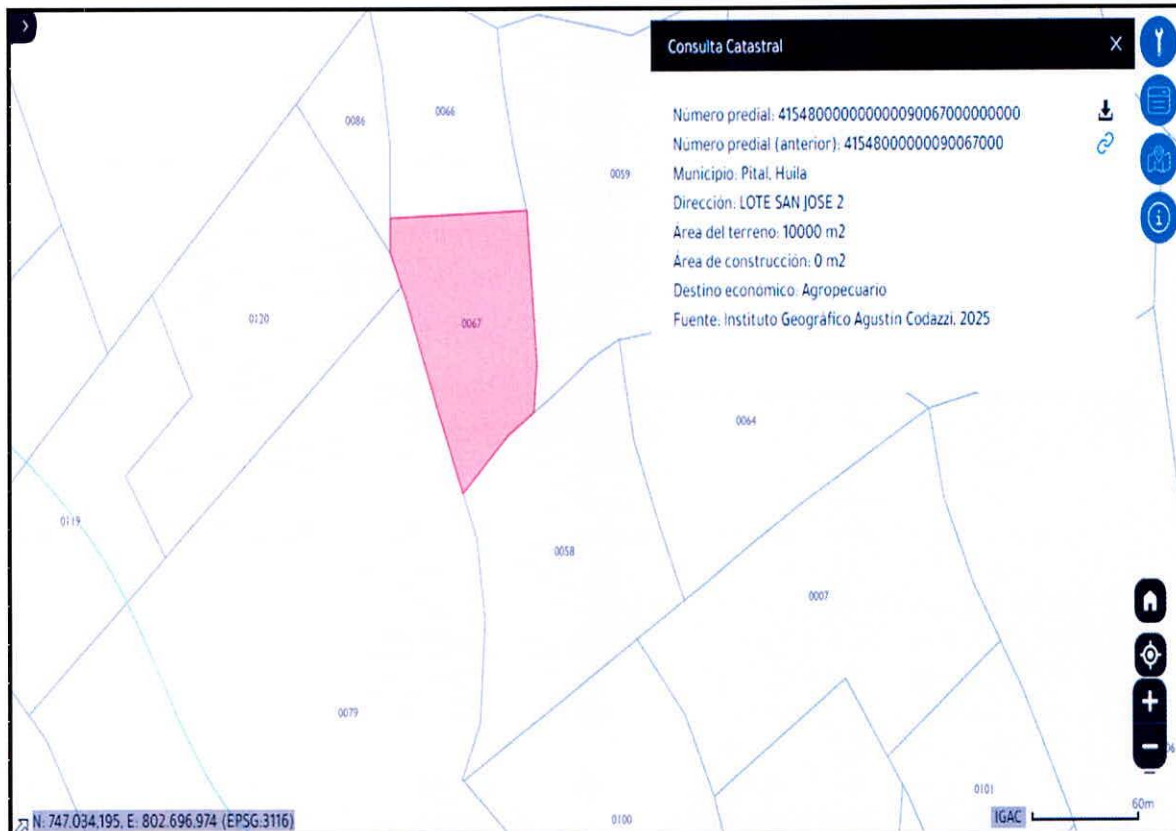 Consulta Catastral
Número predial: 415480000000000090067000000000
Número predial (anterior): 41548000000090067000
Municipio: Pital, Huila
Dirección: LOTE SAN JOSE 2
Área del terreno: 10000 m2
Área de construcción: 0 m2
Destino económico: Agropecuario
Fuente: Instituto Geográfico Agustín Codazzi, 2025
0086
0066
0059
0120
0067
0064
0119
0058
0007
0079
0101
0100
N: 747.034,195, E: 802.696,974 (EPSG:3116)
IGAC
60m